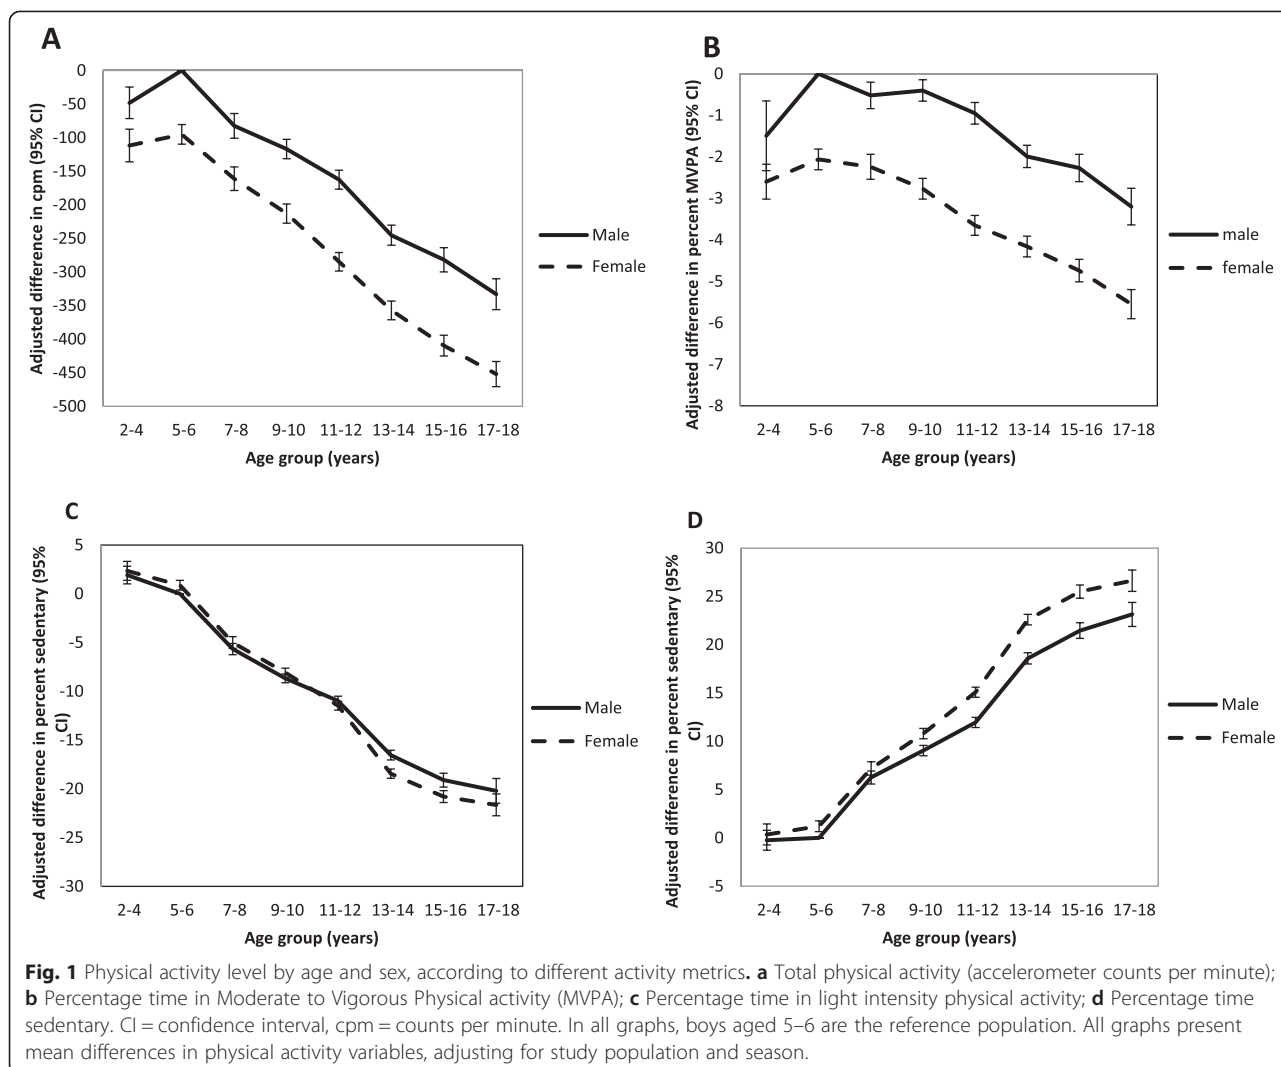 A
Adjusted difference in cpm (95% CI)
0
-50
-100
-150
-200
-250
-300
-350
-400
-450
-500
2-4 5-6 7-8 9-10 11-12 13-14 15-16 17-18
Age group (years)
Male
Female
B
Adjusted difference in percent MVPA (95% CI)
0
-1
-2
-3
-4
-5
-6
-7
-8
2-4 5-6 7-8 9-10 11-12 13-14 15-16 17-18
Age group (years)
male
female
C
Adjusted difference in percent sedentary (95%
CI)
5
0
-5
-10
-15
-20
-25
-30
2-4 5-6 7-8 9-10 11-12 13-14 15-16 17-18
Age group (years)
Male
Female
D
Adjusted difference in percent sedentary (95%
CI)
30
25
20
15
10
5
0
-5
2-4 5-6 7-8 9-10 11-12 13-14 15-16 17-18
Age group (years)
Male
Female
Fig. 1 Physical activity level by age and sex, according to different activity metrics. a Total physical activity (accelerometer counts per minute);
b Percentage time in Moderate to Vigorous Physical activity (MVPA); c Percentage time in light intensity physical activity; d Percentage time
sedentary. CI = confidence interval, cpm = counts per minute. In all graphs, boys aged 5–6 are the reference population. All graphs present
mean differences in physical activity variables, adjusting for study population and season.